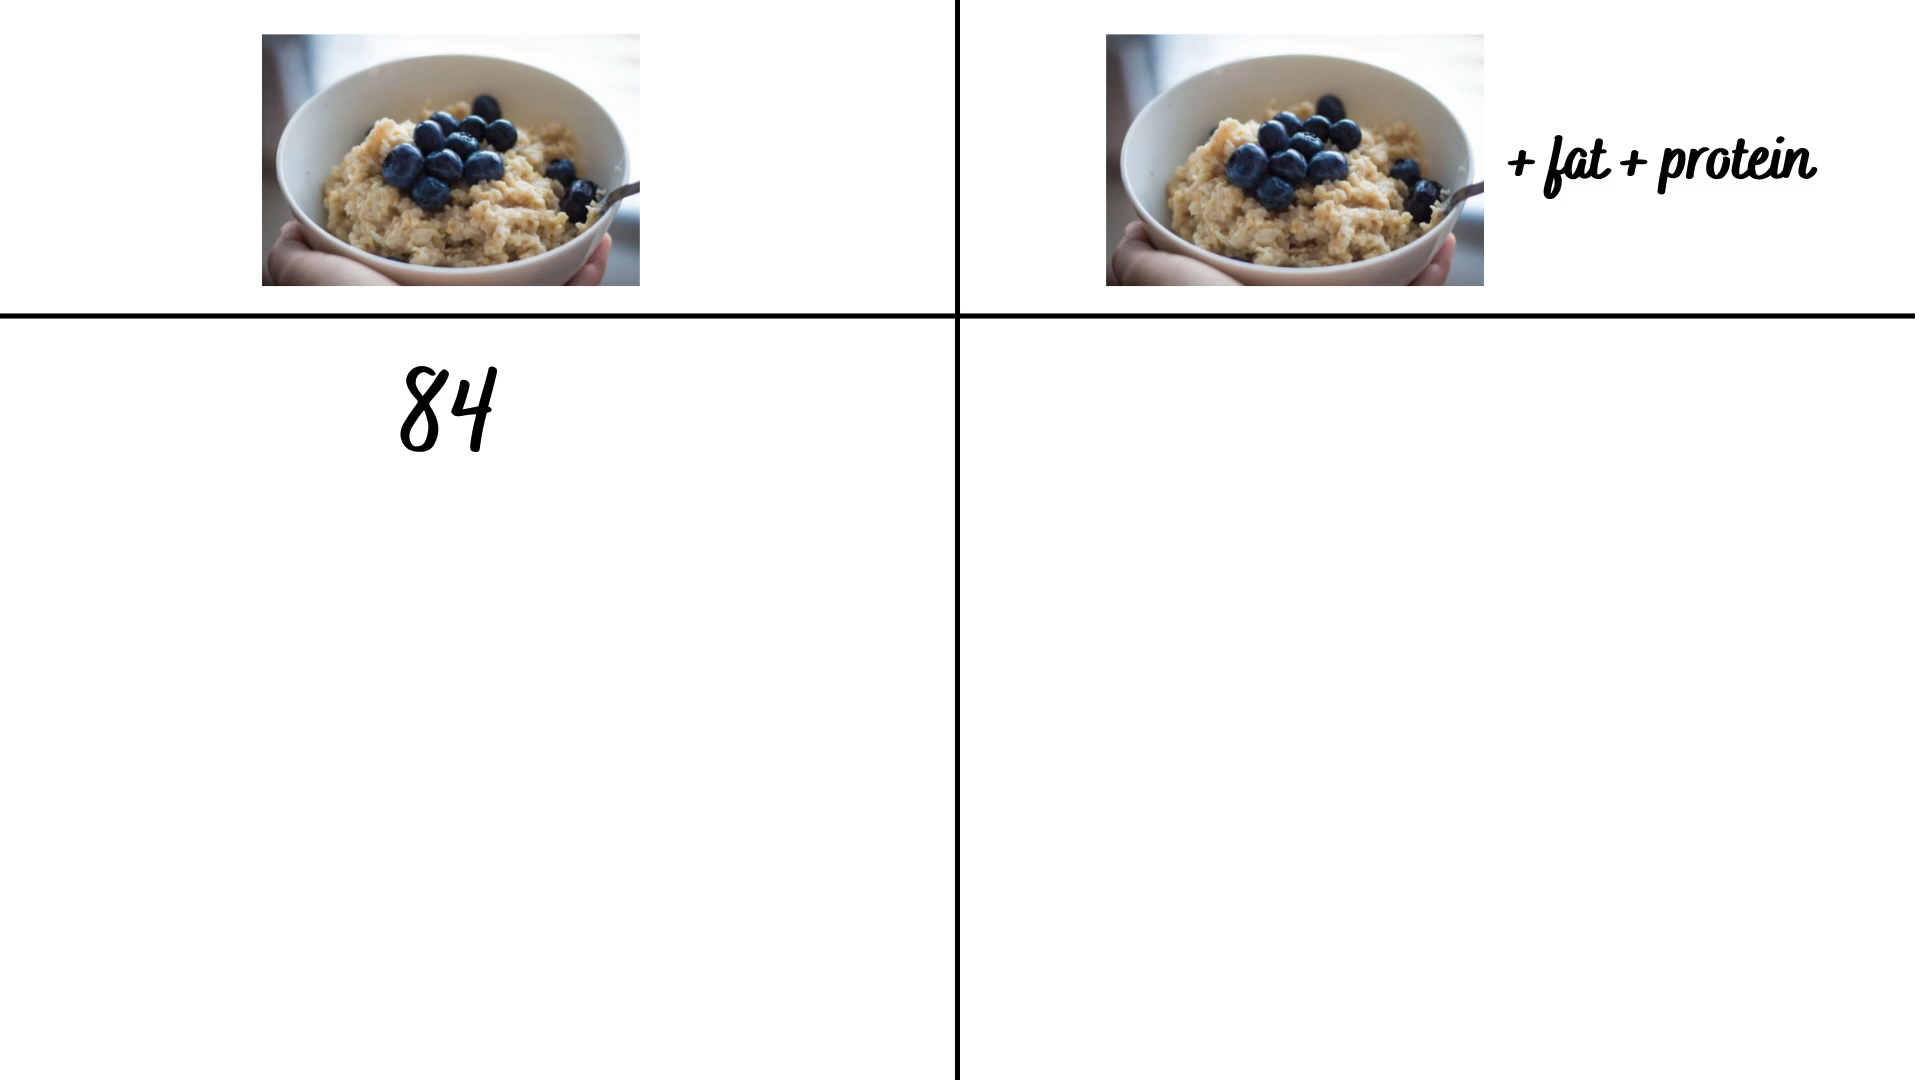 + fat + protein
84